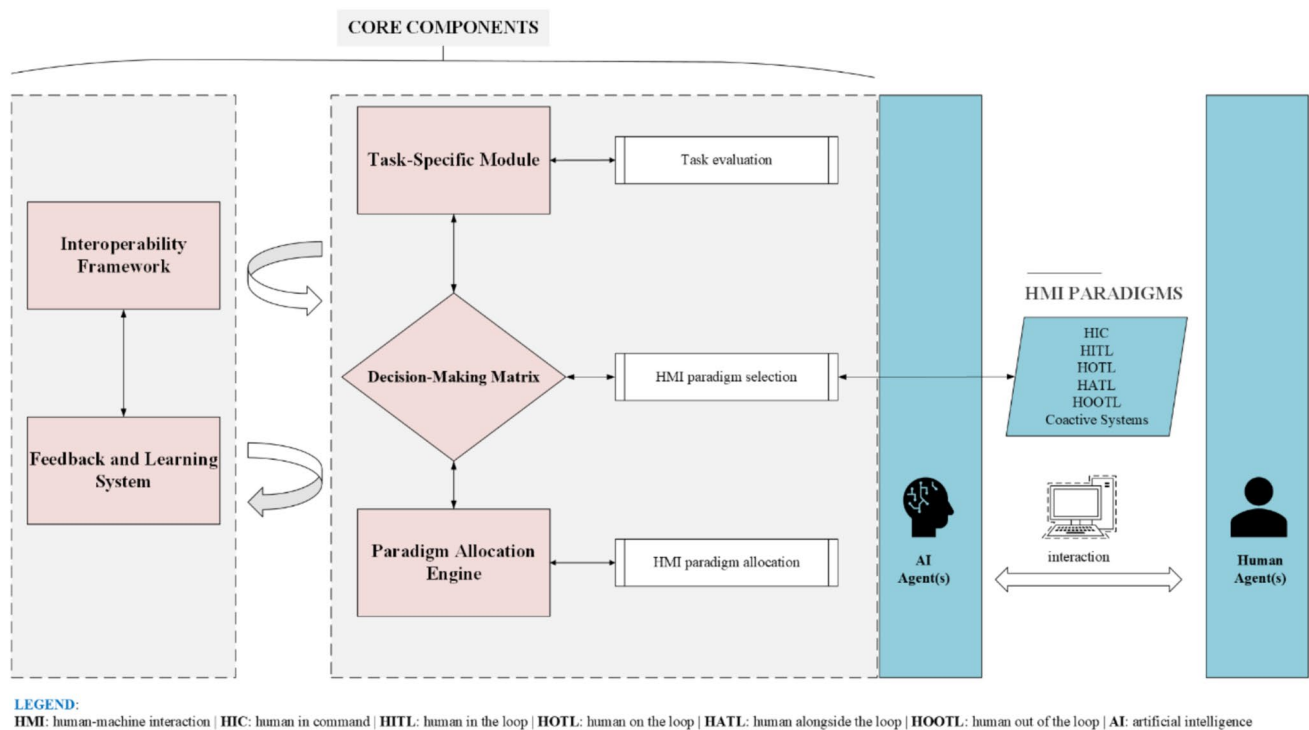 CORE COMPONENTS
Task-Specific Module
Task evaluation
Interoperability
Framework
HMI PARADIGMS
HIC
HITL
HOTL
HATL
HOOTL
Coactive Systems
Decision-Making Matrix
HMI paradigm selection
Feedback and Learning
System
Paradigm Allocation
Engine
HMI paradigm allocation
AI
Agent(s)
interaction
Human
Agent(s)
LEGEND:
HMI: human-machine interaction | HIC: human in command | HITL: human in the loop | HOTL: human on the loop | HATL: human alongside the loop | HOOTL: human out of the loop | AI: artificial intelligence